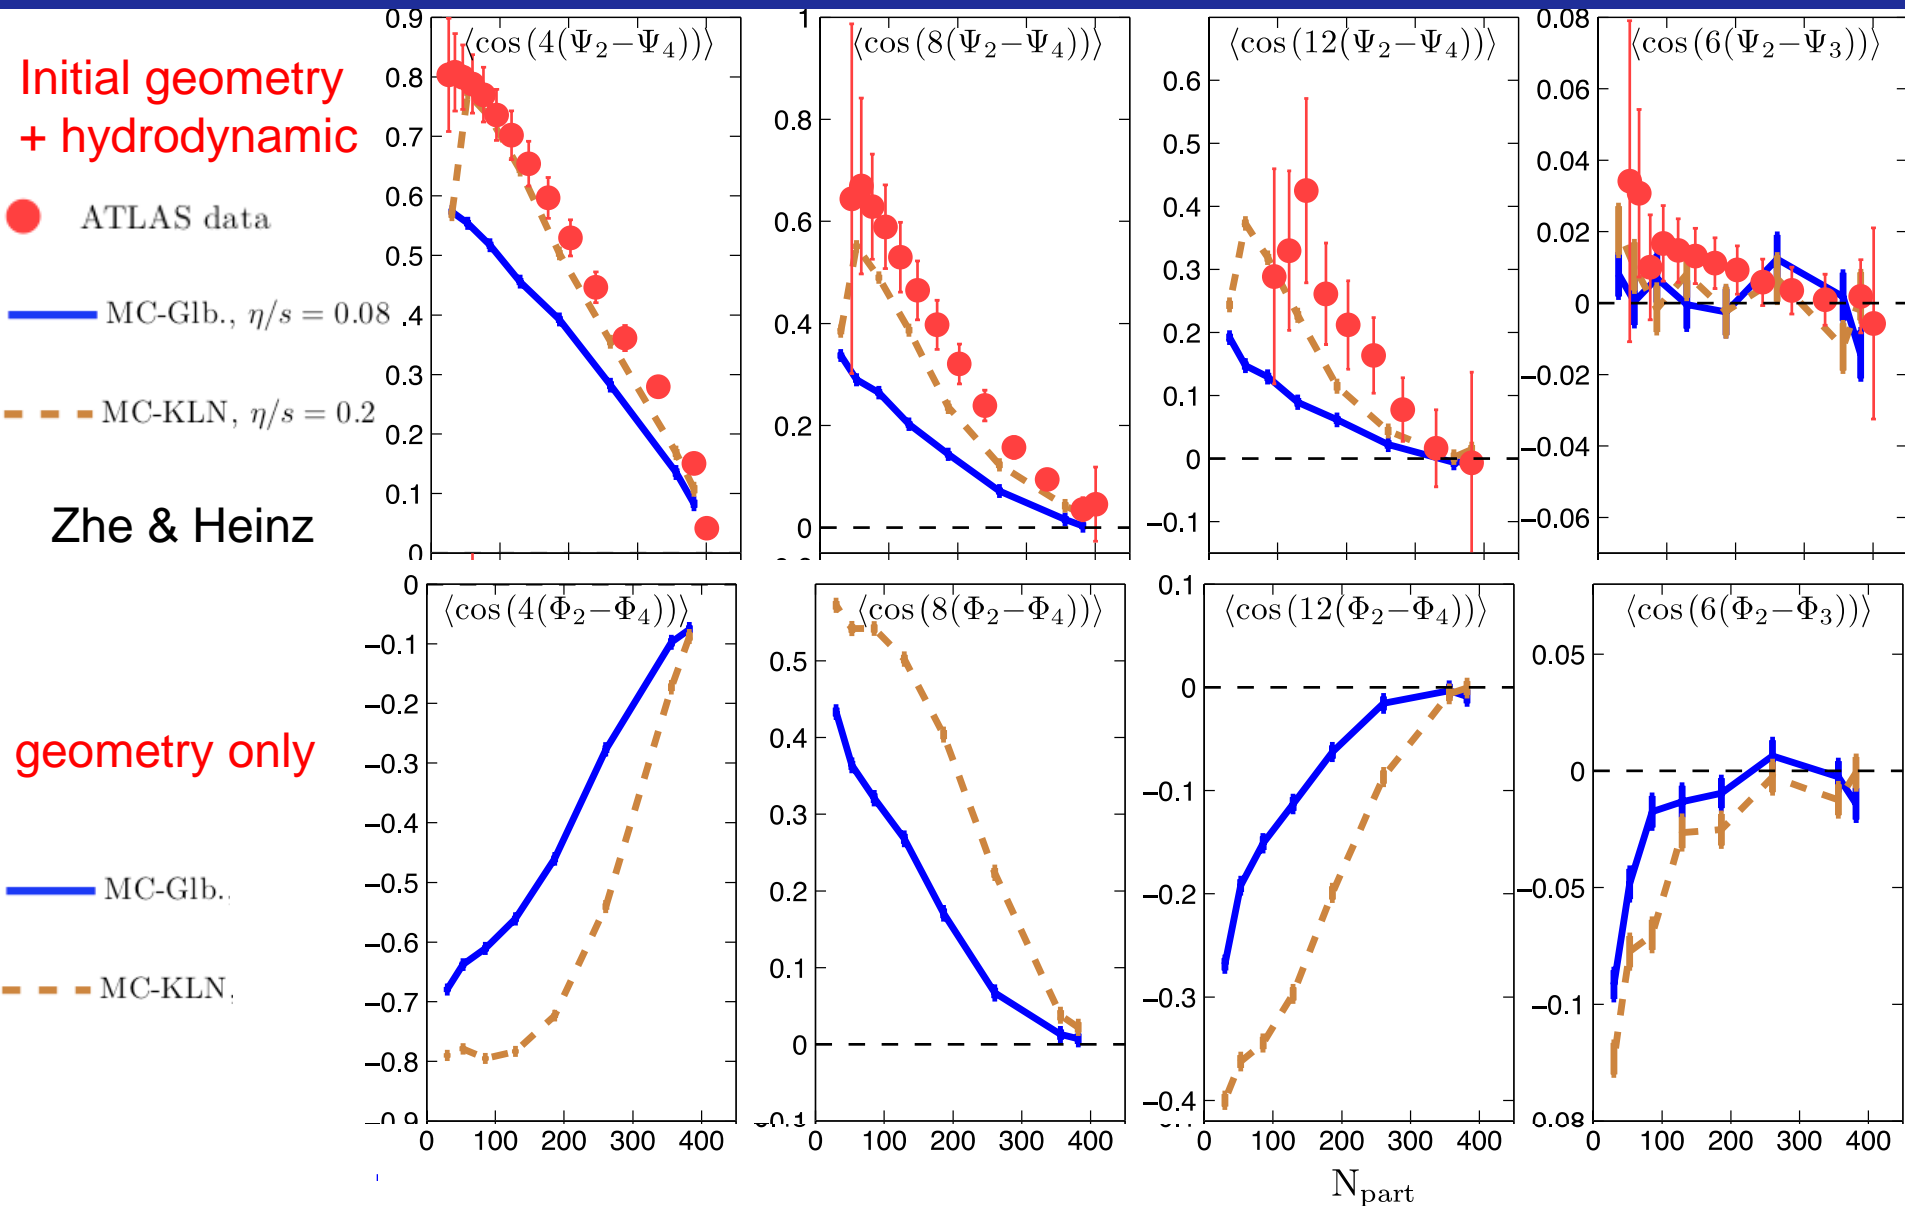 Initial geometry
+ hydrodynamic
ATLAS data
MC-Glb., η/s = 0.08
MC-KLN, η/s = 0.2
Zhe & Heinz
geometry only
MC-Glb.,
MC-KLN,
⟨cos (4(Ψ₂−Ψ₄))⟩
0.9
0.8
0.7
0.6
0.5
.4
0.3
0.2
0.1
0
⟨cos (8(Ψ₂−Ψ₄))⟩
1
0.8
0.6
0.4
0.2
0
⟨cos (12(Ψ₂−Ψ₄))⟩
0.6
0.5
0.4
0.3
0.2
0.1
0
−0.1
⟨cos (6(Ψ₂−Ψ₃))⟩
0.08
0.06
0.04
0.02
0
−0.02
−0.04
−0.06
⟨cos (4(Φ₂−Φ₄))⟩
0
−0.1
−0.2
−0.3
−0.4
−0.5
−0.6
−0.7
−0.8
−0.9
0 100 200 300 400
⟨cos (8(Φ₂−Φ₄))⟩
0.5
0.4
0.3
0.2
0.1
0
0 100 200 300 400
⟨cos (12(Φ₂−Φ₄))⟩
0.1
0
−0.1
−0.2
−0.3
−0.4
0 100 200 300 400
⟨cos (6(Φ₂−Φ₃))⟩
0.05
0
−0.05
−0.1
0.08
0 100 200 300 400
N_part